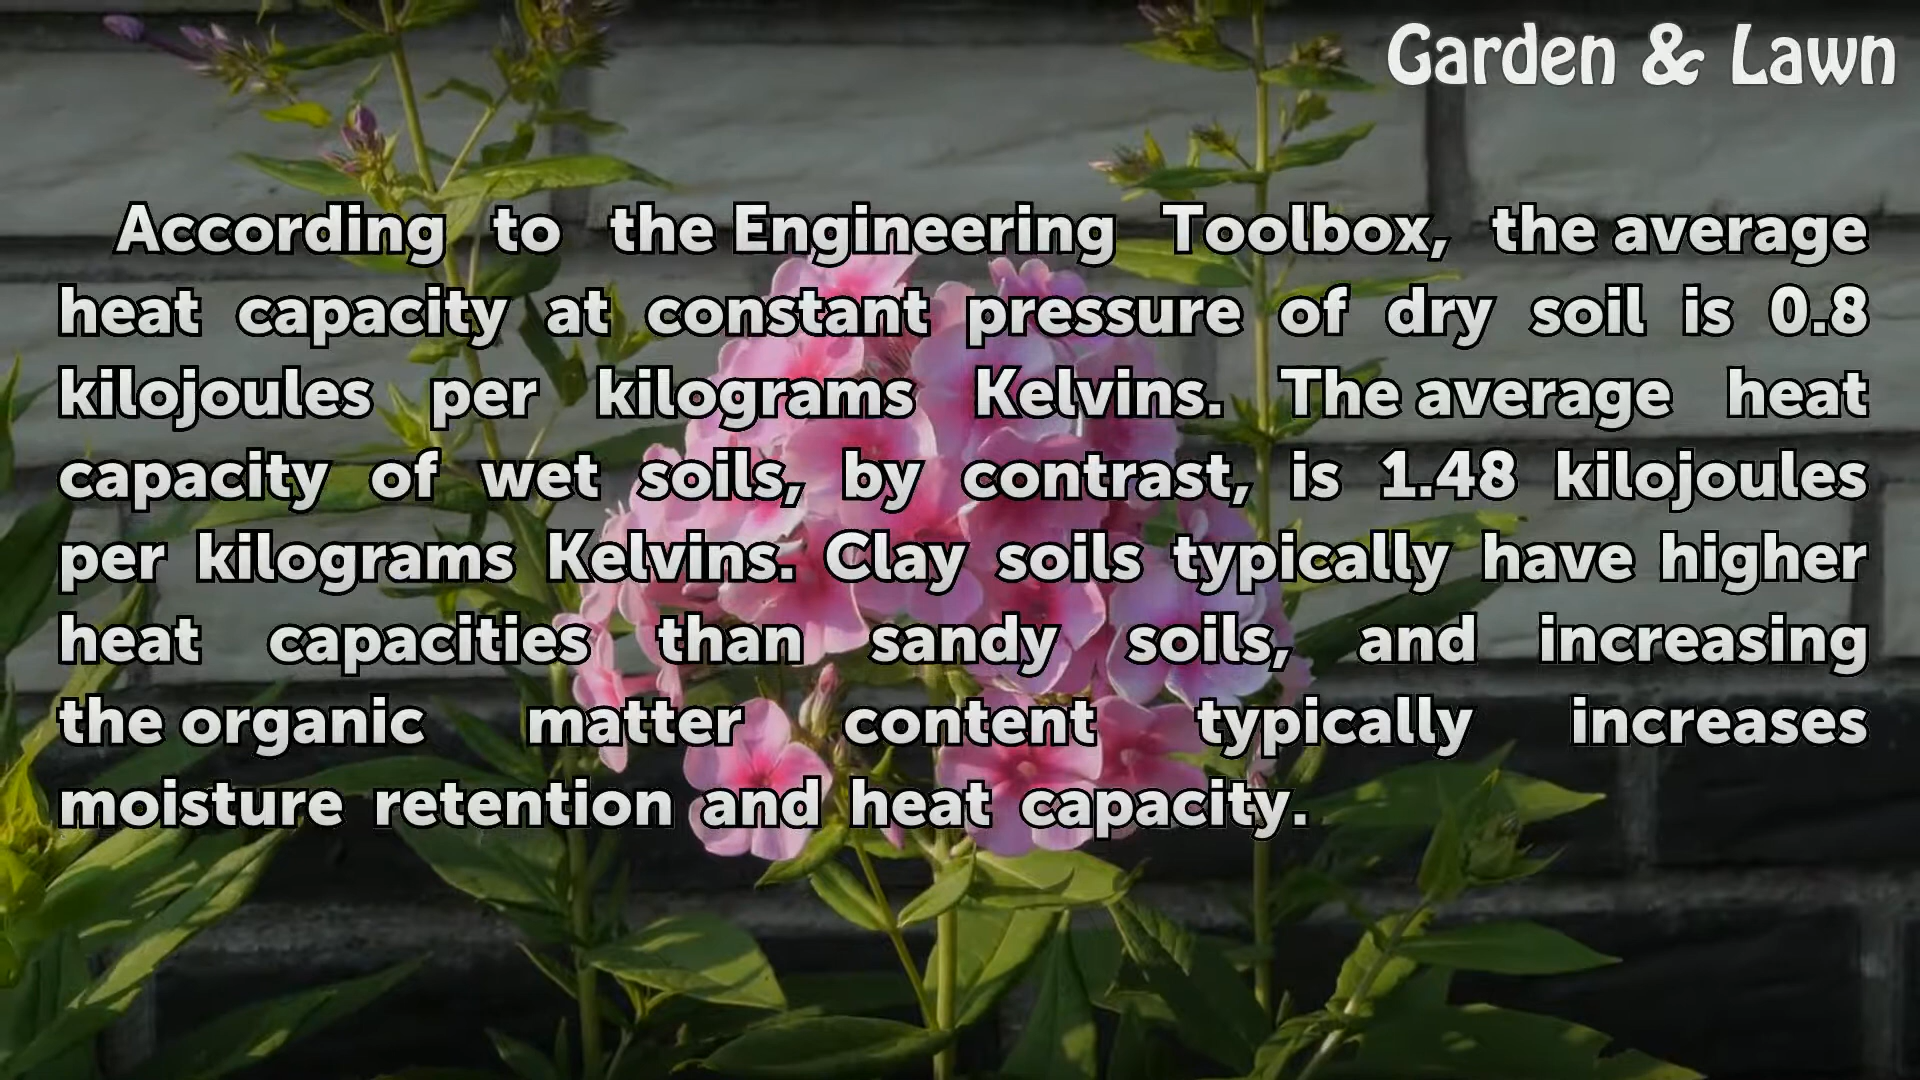 Garden & Lawn
According to the Engineering Toolbox, the average
heat capacity at constant pressure of dry soil is 0.8
kilojoules per kilograms Kelvins. The average heat
capacity of wet soils, by contrast, is 1.48 kilojoules
per kilograms Kelvins. Clay soils typically have higher
heat capacities than sandy soils, and increasing
the organic matter content typically increases
moisture retention and heat capacity.